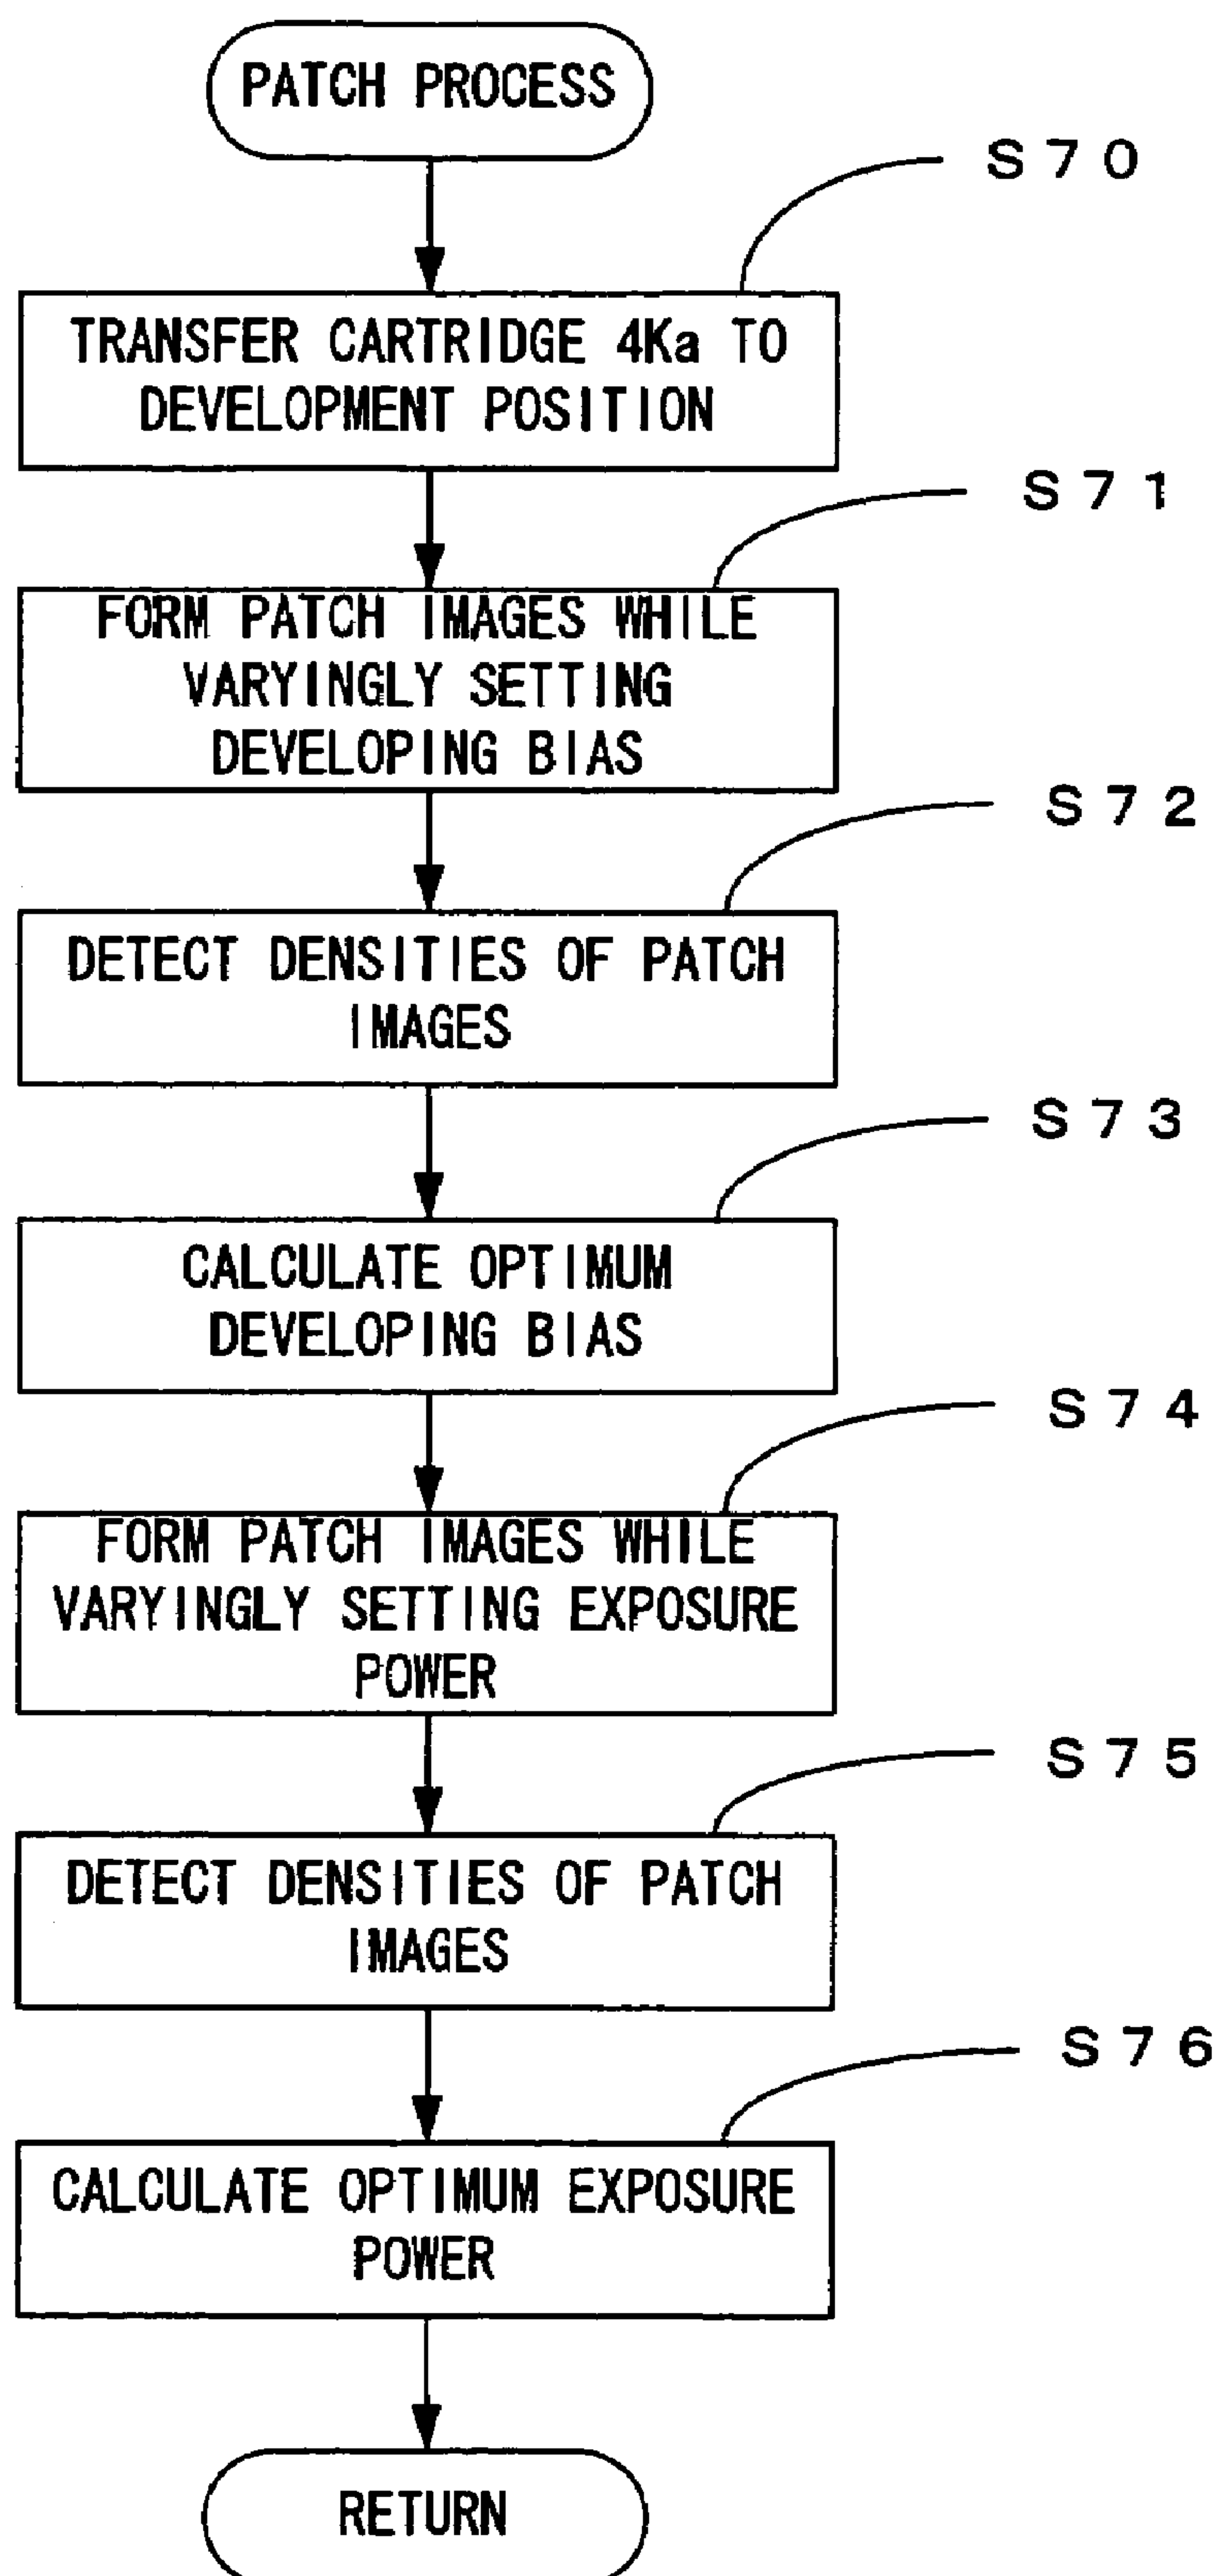 PATCH PROCESS
S70
TRANSFER CARTRIDGE 4Ka TO
DEVELOPMENT POSITION
S71
FORM PATCH IMAGES WHILE
VARYINGLY SETTING
DEVELOPING BIAS
S72
DETECT DENSITIES OF PATCH
IMAGES
S73
CALCULATE OPTIMUM
DEVELOPING BIAS
S74
FORM PATCH IMAGES WHILE
VARYINGLY SETTING EXPOSURE
POWER
S75
DETECT DENSITIES OF PATCH
IMAGES
S76
CALCULATE OPTIMUM EXPOSURE
POWER
RETURN